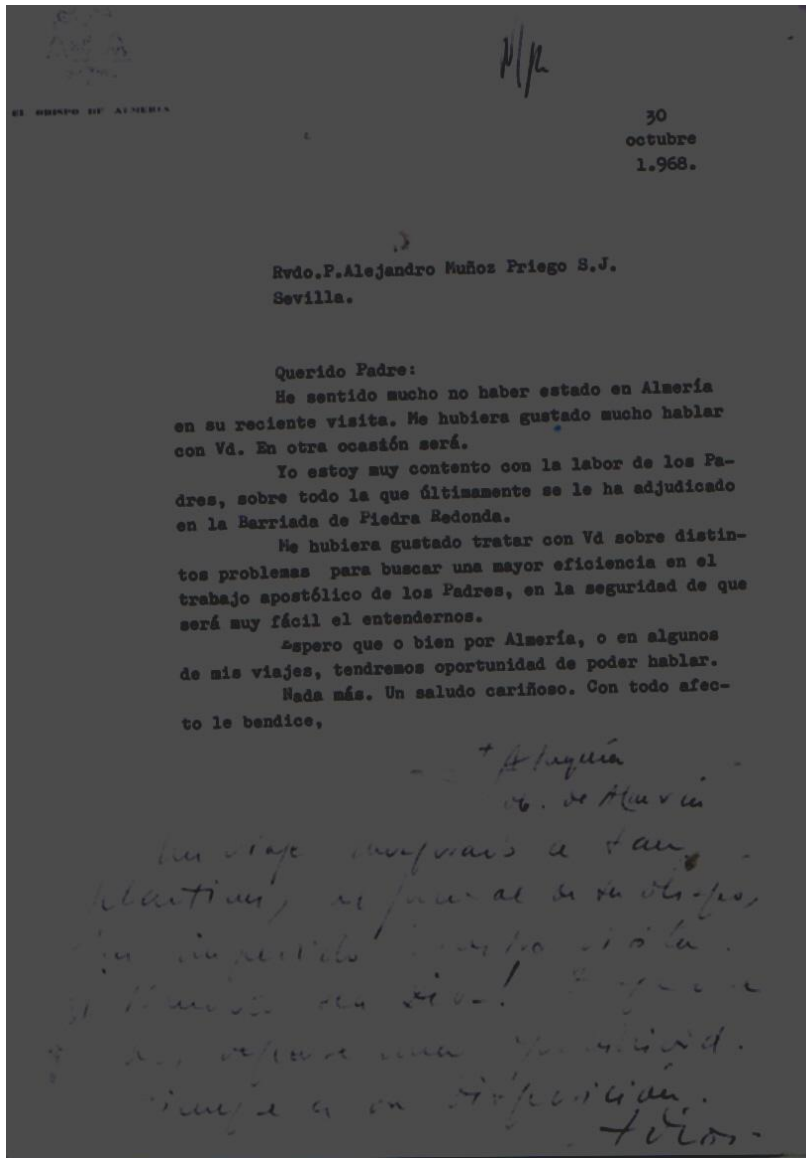 EL OBISPO DE ALMERIA
30
octubre
1.968.
Rvdo.P.Alejandro Muñoz Priego S.J.
Sevilla.
Querido Padre:
He sentido mucho no haber estado en Almería
en su reciente visita. Me hubiera gustado mucho hablar
con Vd. En otra ocasión será.
Yo estoy muy contento con la labor de los Pa-
dres, sobre todo la que últimamente se le ha adjudicado
en la Barriada de Piedra Redonda.
Me hubiera gustado tratar con Vd sobre distin-
tos problemas para buscar una mayor eficiencia en el
trabajo apostólico de los Padres, en la seguridad de que
será muy fácil el entendernos.
Espero que o bien por Almería, o en algunos
de mis viajes, tendremos oportunidad de poder hablar.
Nada más. Un saludo cariñoso. Con todo afec-
to le bendice,
ob. de Almería
Un viaje a San
Martín, funeral de su obispo,
visita.
a su disposición.